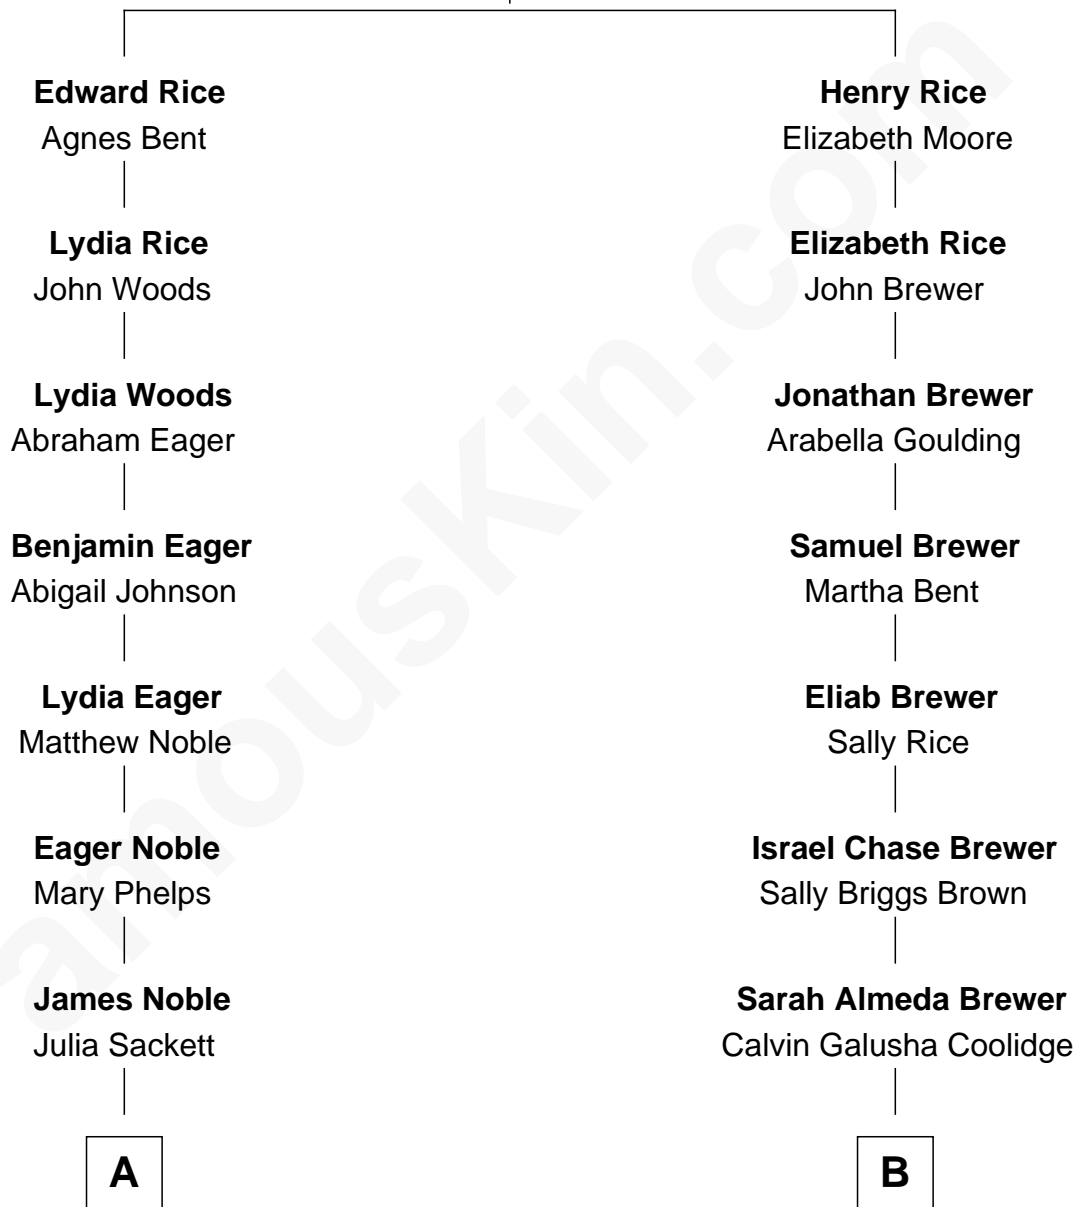 Edward Rice
Agnes Bent
Lydia Rice
John Woods
Lydia Woods
Abraham Eager
Benjamin Eager
Abigail Johnson
Lydia Eager
Matthew Noble
Eager Noble
Mary Phelps
James Noble
Julia Sackett
A
Henry Rice
Elizabeth Moore
Elizabeth Rice
John Brewer
Jonathan Brewer
Arabella Goulding
Samuel Brewer
Martha Bent
Eliab Brewer
Sally Rice
Israel Chase Brewer
Sally Briggs Brown
Sarah Almeda Brewer
Calvin Galusha Coolidge
B
amousKin.com